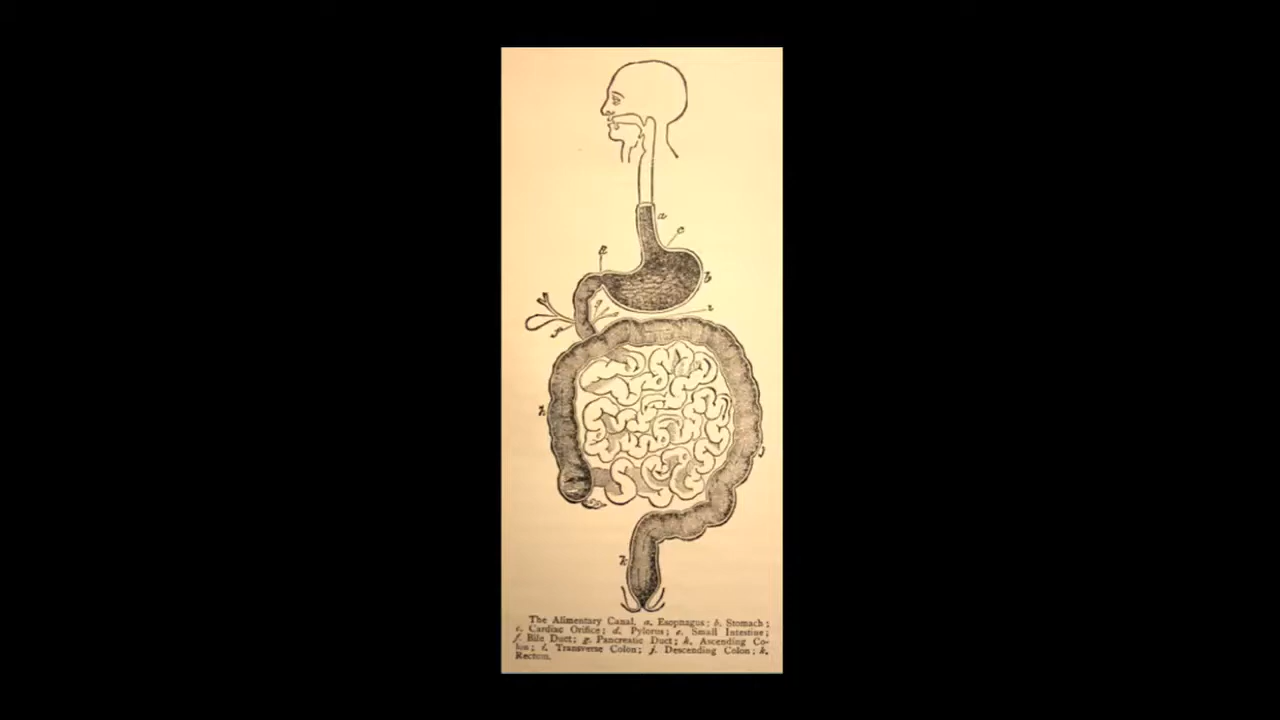 a
c
d
b
g
i
f
h
j
k
The Alimentary Canal, a. Esophagus; b. Stomach;
c. Cardiac Orifice; d. Pylorus; e. Small Intestine;
f. Bile Duct; g. Pancreatic Duct; h. Ascending Co-
lon; i. Transverse Colon; j. Descending Colon; k.
Rectum.